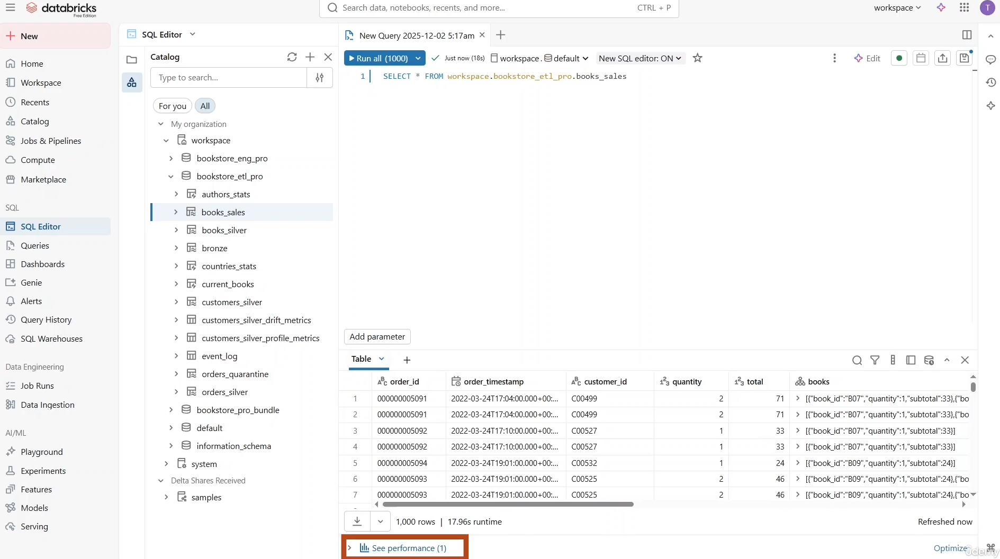 databricks
Free Edition
Search data, notebooks, recents, and more...
CTRL + P
workspace
T
New
Home
Workspace
Recents
Catalog
Jobs & Pipelines
Compute
Marketplace
SQL
SQL Editor
Queries
Dashboards
Genie
Alerts
Query History
SQL Warehouses
Data Engineering
Job Runs
Data Ingestion
AI/ML
Playground
Experiments
Features
Models
Serving
SQL Editor
Catalog
Type to search...
For you
All
My organization
workspace
bookstore_eng_pro
bookstore_etl_pro
authors_stats
books_sales
books_silver
bronze
countries_stats
current_books
customers_silver
customers_silver_drift_metrics
customers_silver_profile_metrics
event_log
orders_quarantine
orders_silver
bookstore_pro_bundle
default
information_schema
system
Delta Shares Received
samples
New Query 2025-12-02 5:17am
Run all (1000)
Just now (18s)
workspace.
default
New SQL editor: ON
Edit
1 SELECT * FROM workspace.bookstore_etl_pro.books_sales
Add parameter
Table
order_id order_timestamp customer_id quantity total books
1 000000005091 2022-03-24T17:04:00.000+00:... C00499 2 71 [{"book_id":"B07","quantity":1,"subtotal":33},{"bo
2 000000005091 2022-03-24T17:04:00.000+00:... C00499 2 71 [{"book_id":"B07","quantity":1,"subtotal":33},{"bo
3 000000005092 2022-03-24T17:10:00.000+00:... C00527 1 33 [{"book_id":"B07","quantity":1,"subtotal":33}]
4 000000005092 2022-03-24T17:10:00.000+00:... C00527 1 33 [{"book_id":"B07","quantity":1,"subtotal":33}]
5 000000005094 2022-03-24T19:01:00.000+00:... C00532 1 24 [{"book_id":"B09","quantity":1,"subtotal":24}]
6 000000005093 2022-03-24T19:01:00.000+00:... C00525 2 46 [{"book_id":"B09","quantity":1,"subtotal":24},{"bo
7 000000005093 2022-03-24T19:01:00.000+00:... C00525 2 46 [{"book_id":"B09","quantity":1,"subtotal":24},{"bo
1,000 rows | 17.96s runtime
Refreshed now
See performance (1)
Optimize
udemy